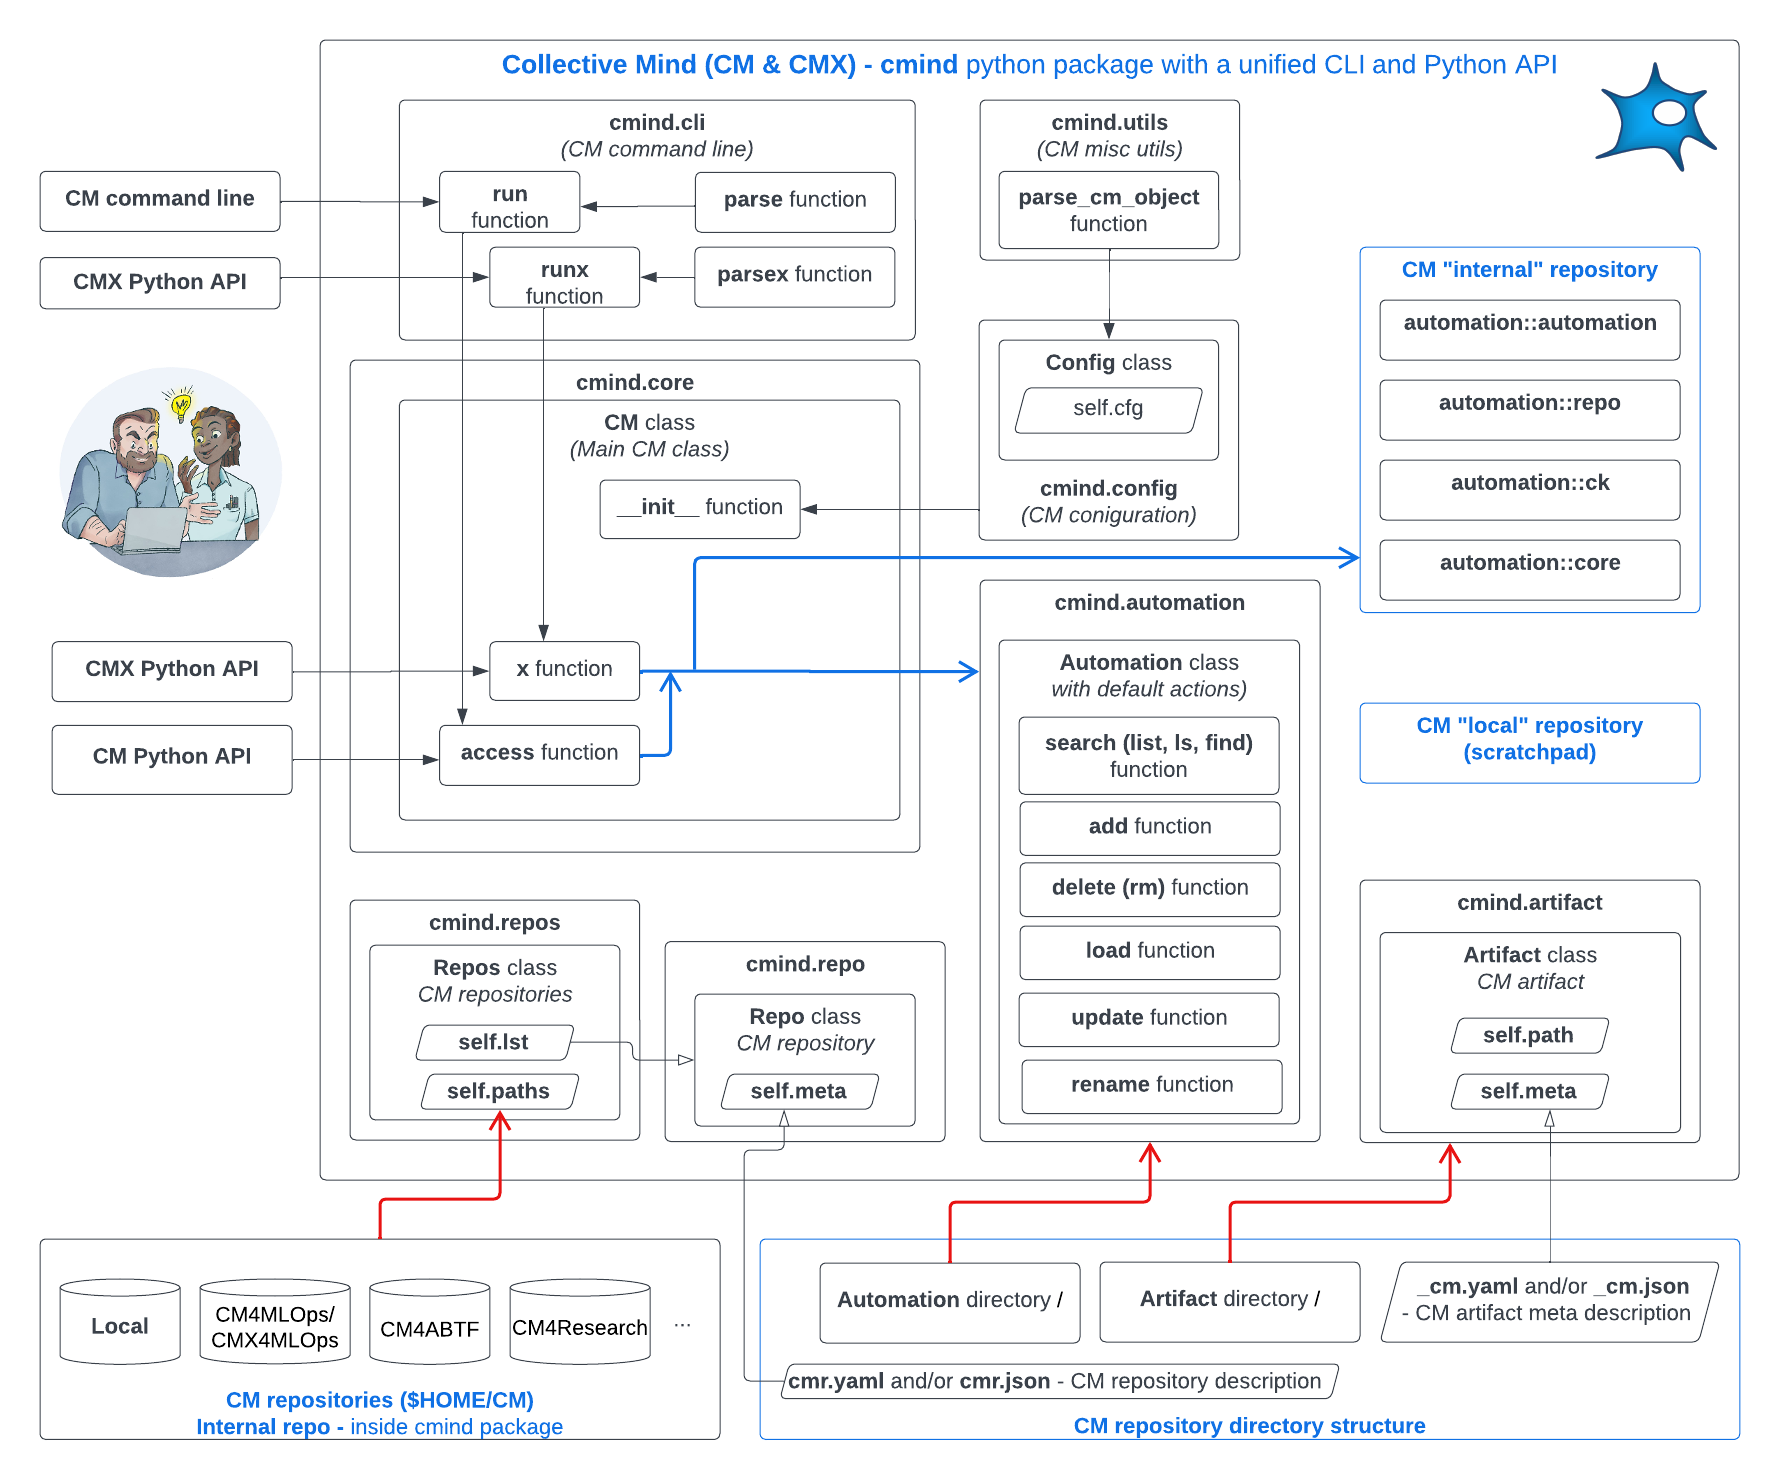 Collective Mind (CM & CMX) - cmind python package with a unified CLI and Python API
cmind.cli
(CM command line)
run
function
parse function
runx
function
parsex function
cmind.utils
(CM misc utils)
parse_cm_object
function
CM command line
CMX Python API
CM "internal" repository
automation::automation
automation::repo
automation::ck
automation::core
Config class
self.cfg
cmind.config
(CM coniguration)
cmind.core
CM class
(Main CM class)
__init__ function
x function
access function
CMX Python API
CM Python API
cmind.automation
Automation class
with default actions)
search (list, ls, find)
function
add function
delete (rm) function
load function
update function
rename function
CM "local" repository
(scratchpad)
cmind.repos
Repos class
CM repositories
self.lst
self.paths
cmind.repo
Repo class
CM repository
self.meta
cmind.artifact
Artifact class
CM artifact
self.path
self.meta
Local
CM4MLOps/
CMX4MLOps
CM4ABTF
CM4Research
...
CM repositories ($HOME/CM)
Internal repo - inside cmind package
Automation directory /
Artifact directory /
_cm.yaml and/or _cm.json
- CM artifact meta description
cmr.yaml and/or cmr.json - CM repository description
CM repository directory structure